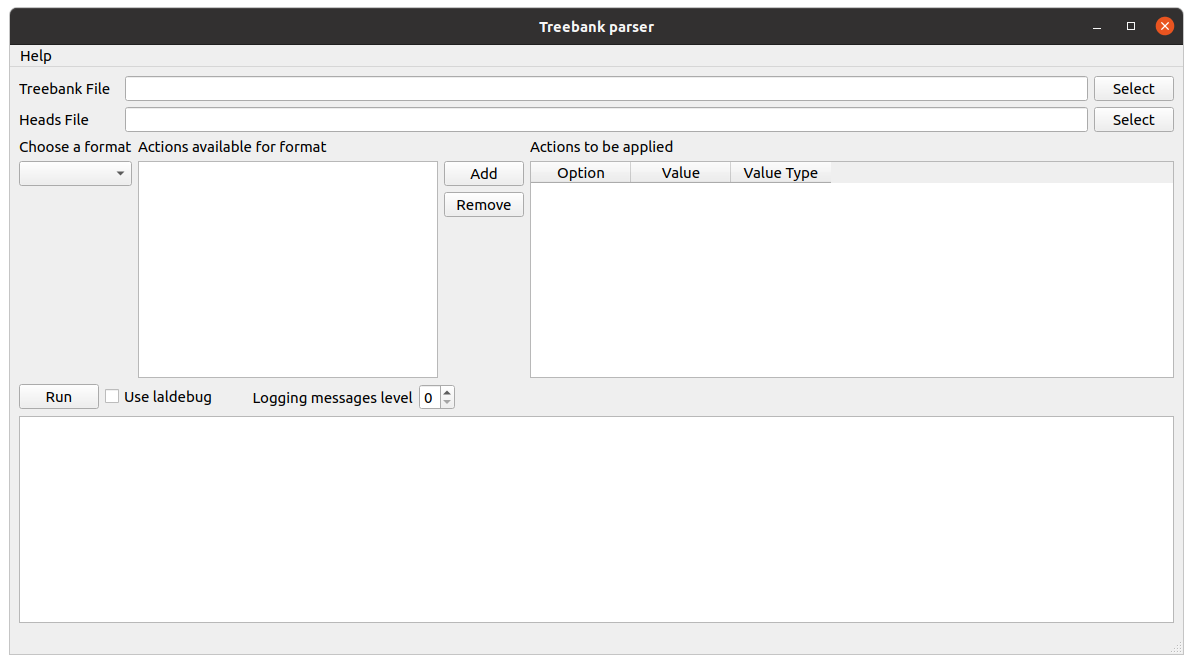 Treebank parser
Help
Treebank File Select
Heads File Select
Choose a format Actions available for format Actions to be applied
Add Option Value Value Type
Remove
Run Use laldebug Logging messages level 0